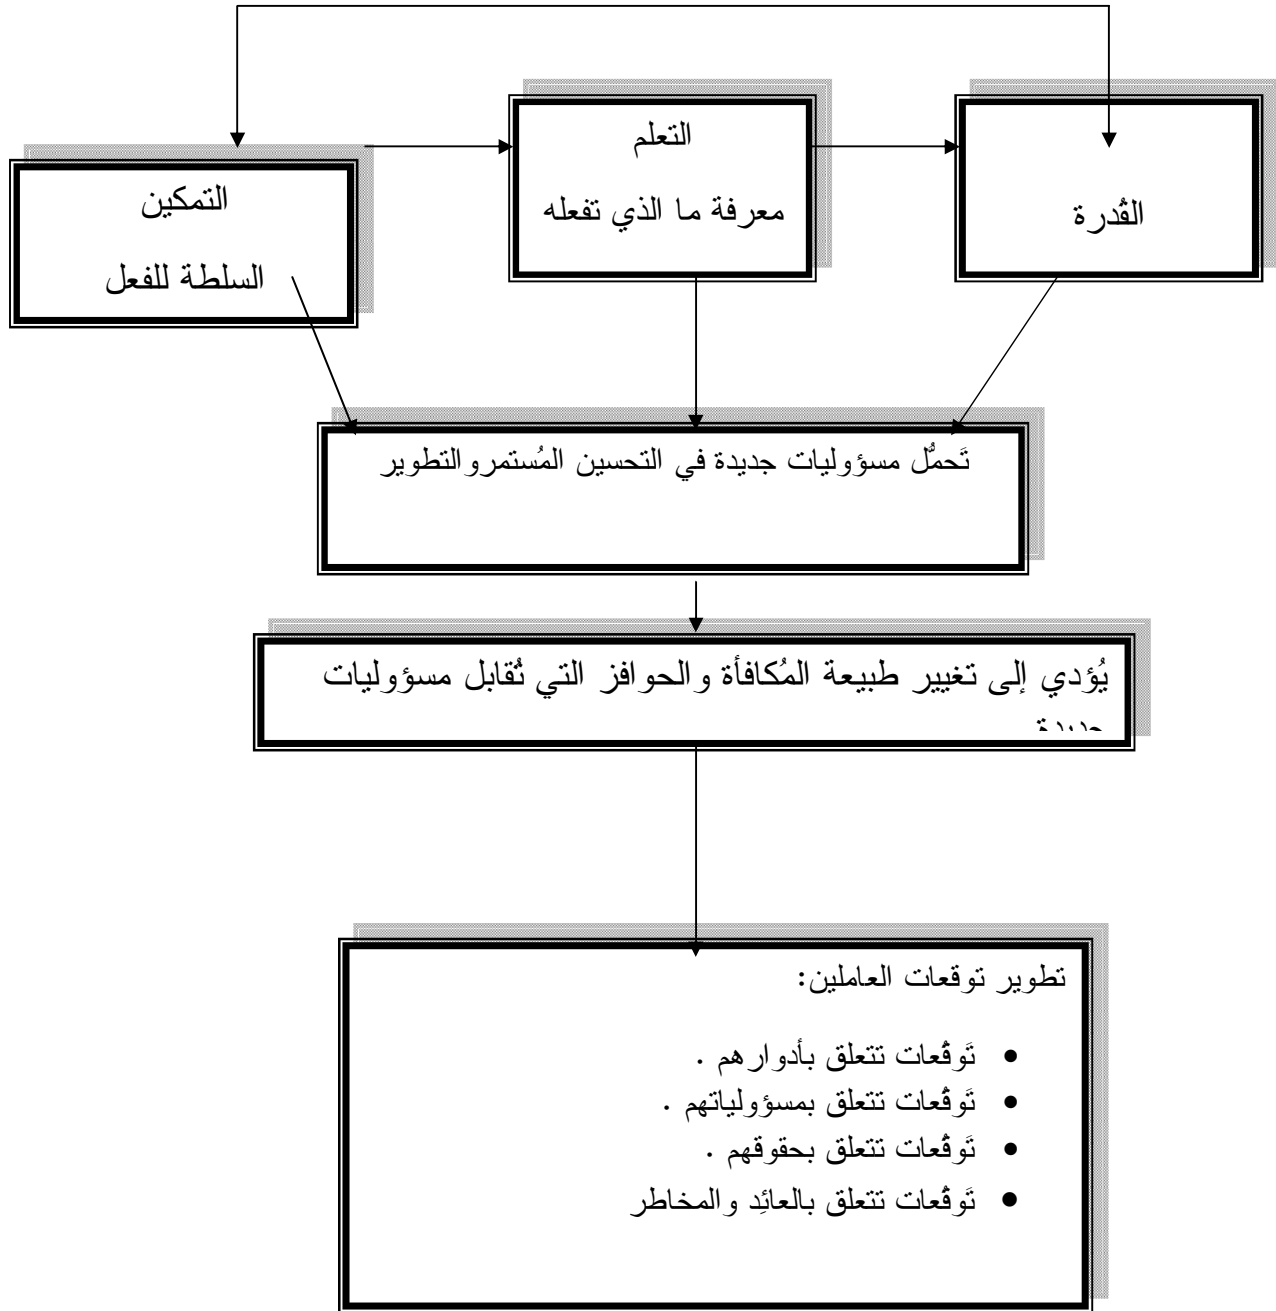 القُدرة
التعلم
معرفة ما الذي تفعله
التمكين
السلطة للفعل
تَحمُّل مسؤوليات جديدة في التحسين المُستمروالتطوير
يُؤدي إلى تغيير طبيعة المُكافأة والحوافز التي تُقابل مسؤوليات
جديدة
تطوير توقعات العاملين:
• تَوقُعات تتعلق بأدوارهم .
• تَوقُعات تتعلق بمسؤولياتهم .
• تَوقُعات تتعلق بحقوقهم .
• تَوقُعات تتعلق بالعائِد والمخاطر